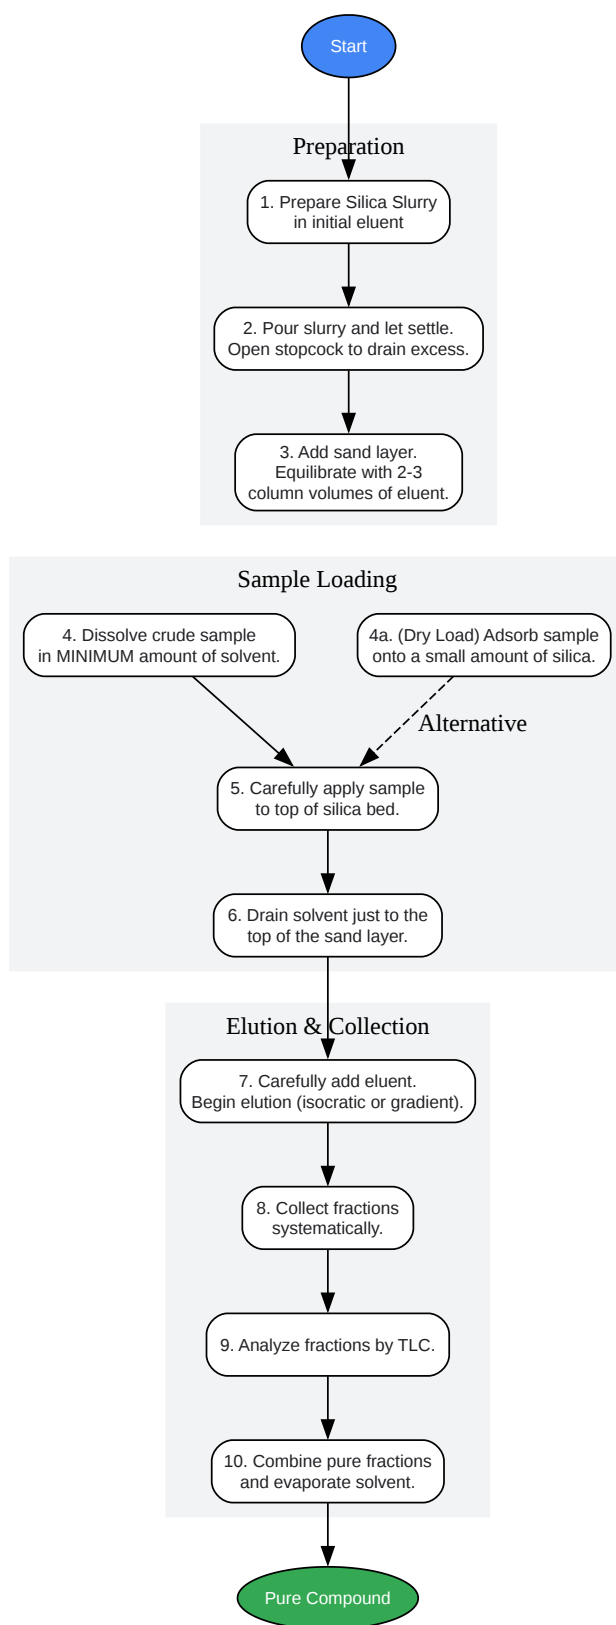 Start
Preparation
1. Prepare Silica Slurry
in initial eluent
2. Pour slurry and let settle.
Open stopcock to drain excess.
3. Add sand layer.
Equilibrate with 2-3
column volumes of eluent.
Sample Loading
4. Dissolve crude sample
in MINIMUM amount of solvent.
4a. (Dry Load) Adsorb sample
onto a small amount of silica.
Alternative
5. Carefully apply sample
to top of silica bed.
6. Drain solvent just to the
top of the sand layer.
Elution & Collection
7. Carefully add eluent.
Begin elution (isocratic or gradient).
8. Collect fractions
systematically.
9. Analyze fractions by TLC.
10. Combine pure fractions
and evaporate solvent.
Pure Compound